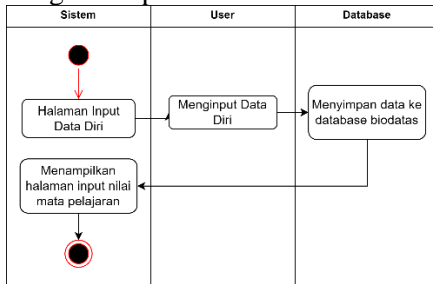 Sistem
User
Database
Halaman Input
Data Diri
Menginput Data
Diri
Menyimpan data ke
database biodatas
Menampilkan
halaman input nilai
mata pelajaran